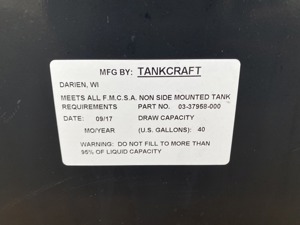 MFG BY: TANKCRAFT
DARIEN, WI
MEETS ALL F.M.C.S.A. NON SIDE MOUNTED TANK
REQUIREMENTS PART NO. 03-37958-000
DATE: 09/17 DRAW CAPACITY
MO/YEAR (U.S. GALLONS): 40
WARNING: DO NOT FILL TO MORE THAN
95% OF LIQUID CAPACITY